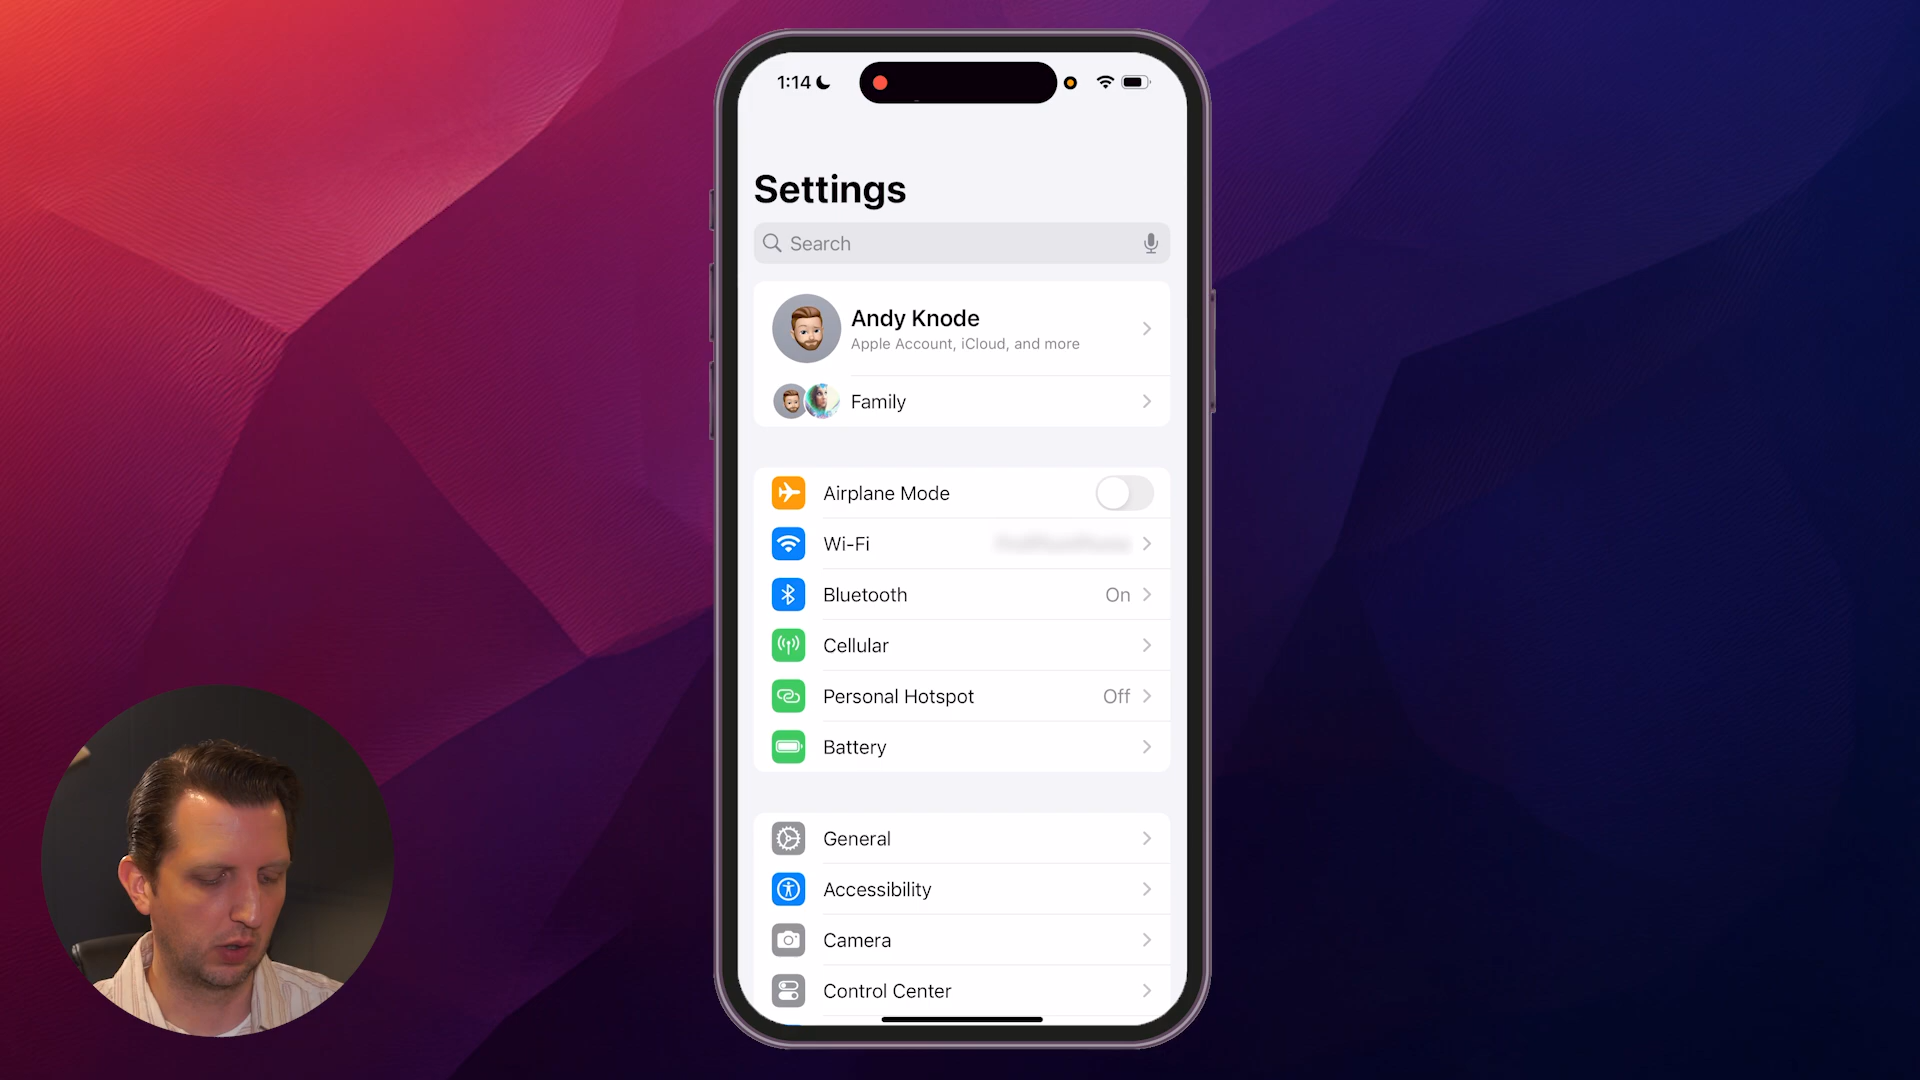 1:14
Settings
Search
Andy Knode
Apple Account, iCloud, and more
Family
Airplane Mode
Wi-Fi
Bluetooth On
Cellular
Personal Hotspot Off
Battery
General
Accessibility
Camera
Control Center